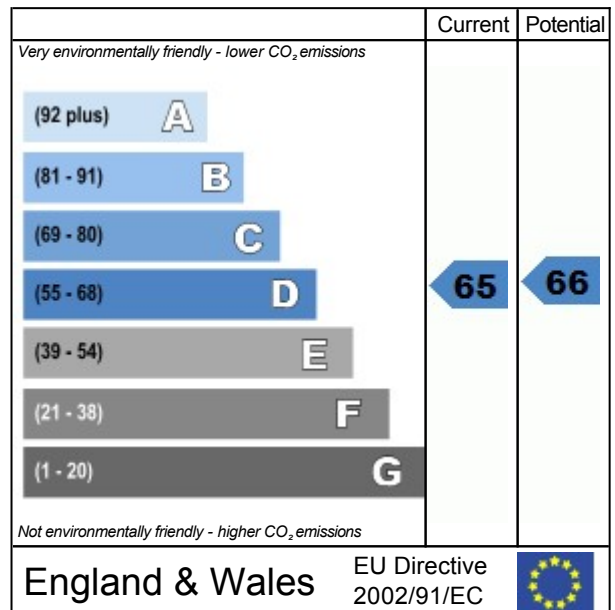 Current Potential
Very environmentally friendly - lower CO₂ emissions
(92 plus) A
(81 - 91) B
(69 - 80) C
(55 - 68) D 65 66
(39 - 54) E
(21 - 38) F
(1 - 20) G
Not environmentally friendly - higher CO₂ emissions
England & Wales EU Directive
2002/91/EC